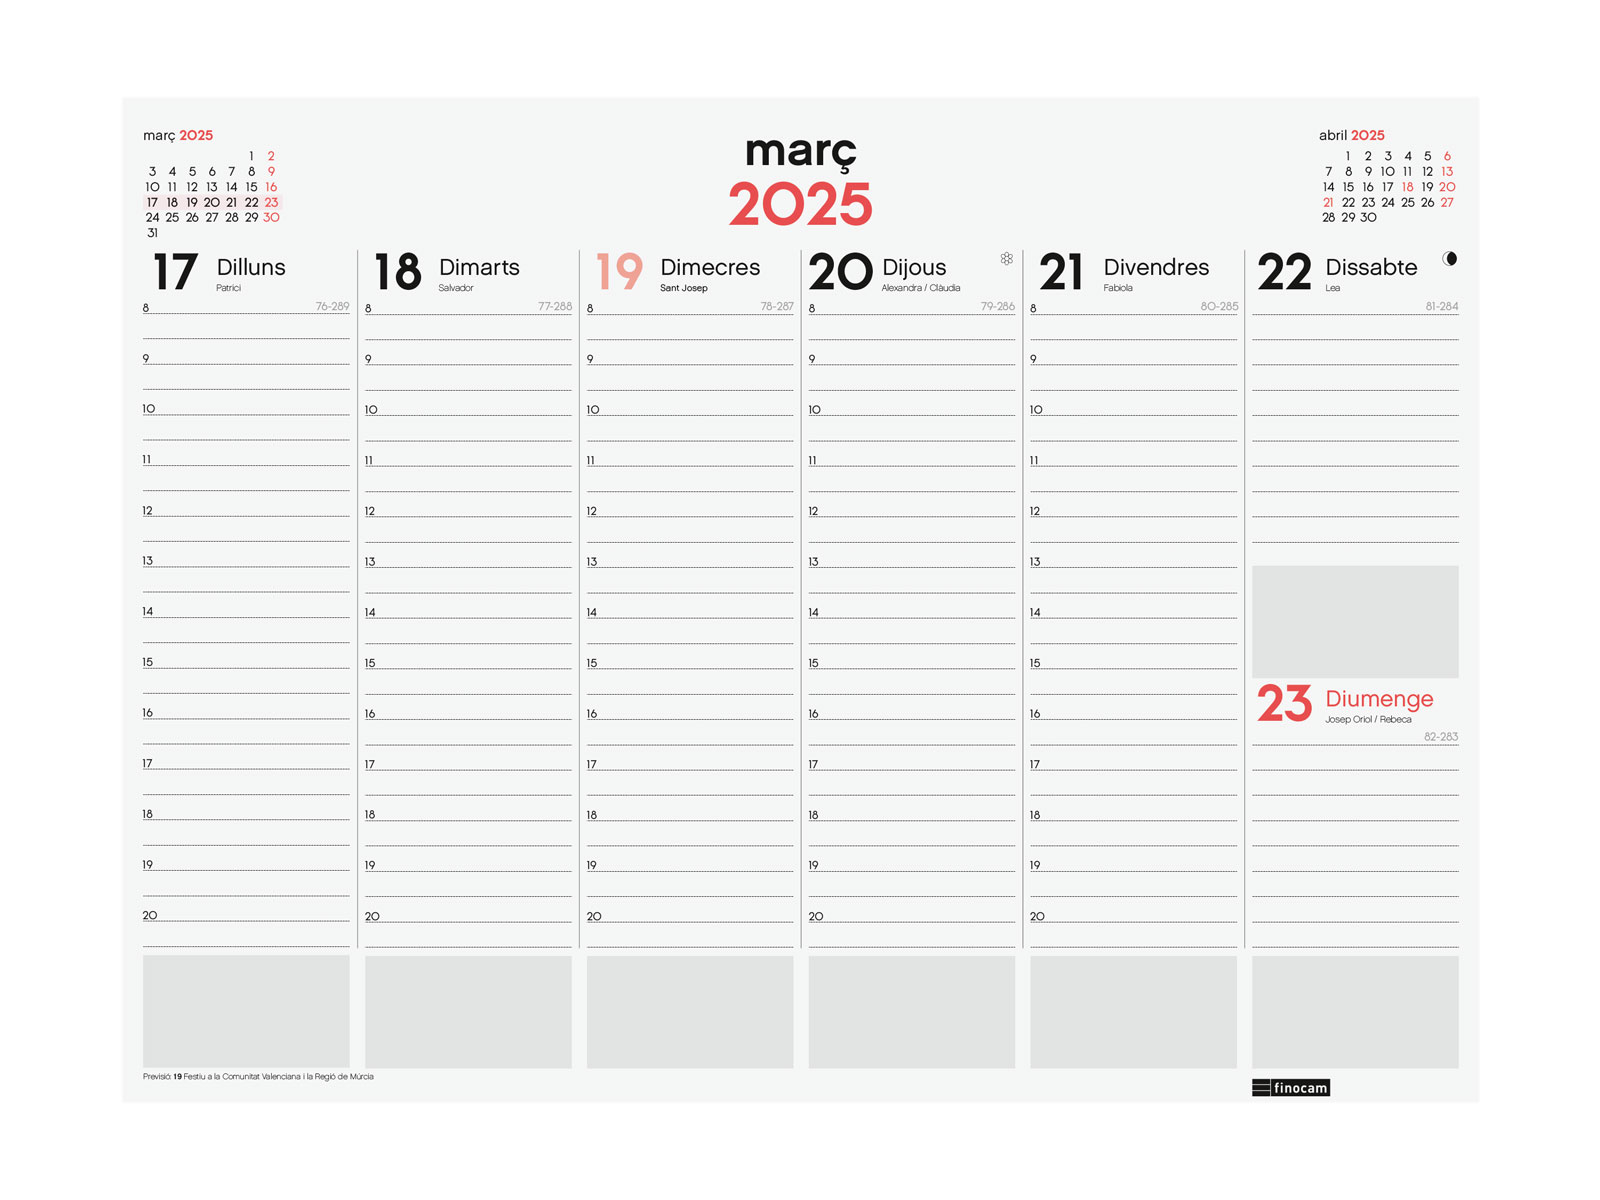 març 2025
1 2
3 4 5 6 7 8 9
10 11 12 13 14 15 16
17 18 19 20 21 22 23
24 25 26 27 28 29 30
31
març
2025
abril 2025
1 2 3 4 5 6
7 8 9 10 11 12 13
14 15 16 17 18 19 20
21 22 23 24 25 26 27
28 29 30
17 Dilluns
Patrici
76-289
8
9
10
11
12
13
14
15
16
17
18
19
20
18 Dimarts
Salvador
77-288
8
9
10
11
12
13
14
15
16
17
18
19
20
19 Dimecres
Sant Josep
78-287
8
9
10
11
12
13
14
15
16
17
18
19
20
20 Dijous
Alexandra / Clàudia
79-286
8
9
10
11
12
13
14
15
16
17
18
19
20
21 Divendres
Fabiola
80-285
8
9
10
11
12
13
14
15
16
17
18
19
20
22 Dissabte
Lea
81-284
23 Diumenge
Josep Oriol / Rebeca
82-283
Previsió: 19 Festiu a la Comunitat Valenciana i la Regió de Múrcia
finocam